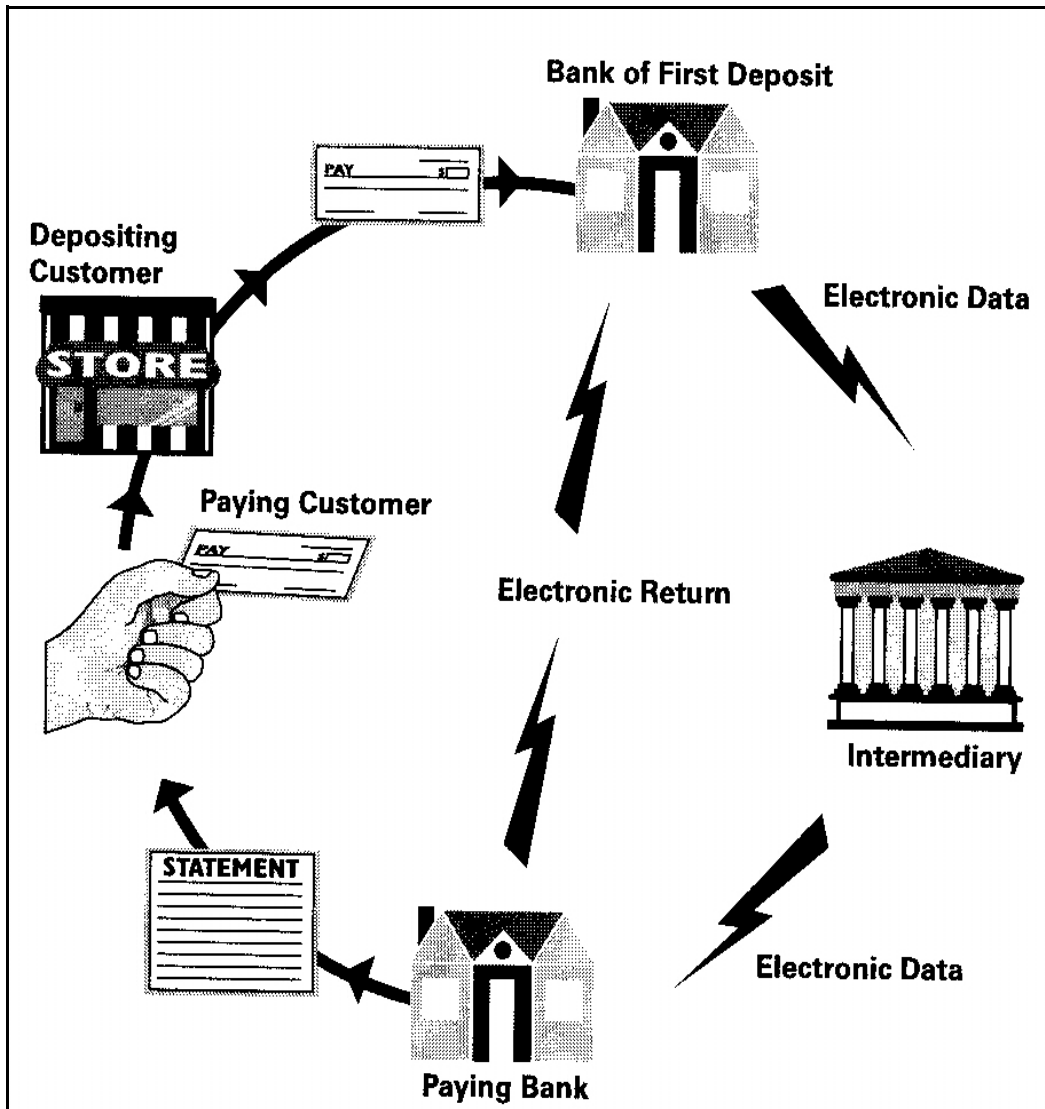 Bank of First Deposit
PAY $
Depositing
Customer
Electronic Data
STORE
Paying Customer
PAY $
Electronic Return
Intermediary
STATEMENT
Electronic Data
Paying Bank